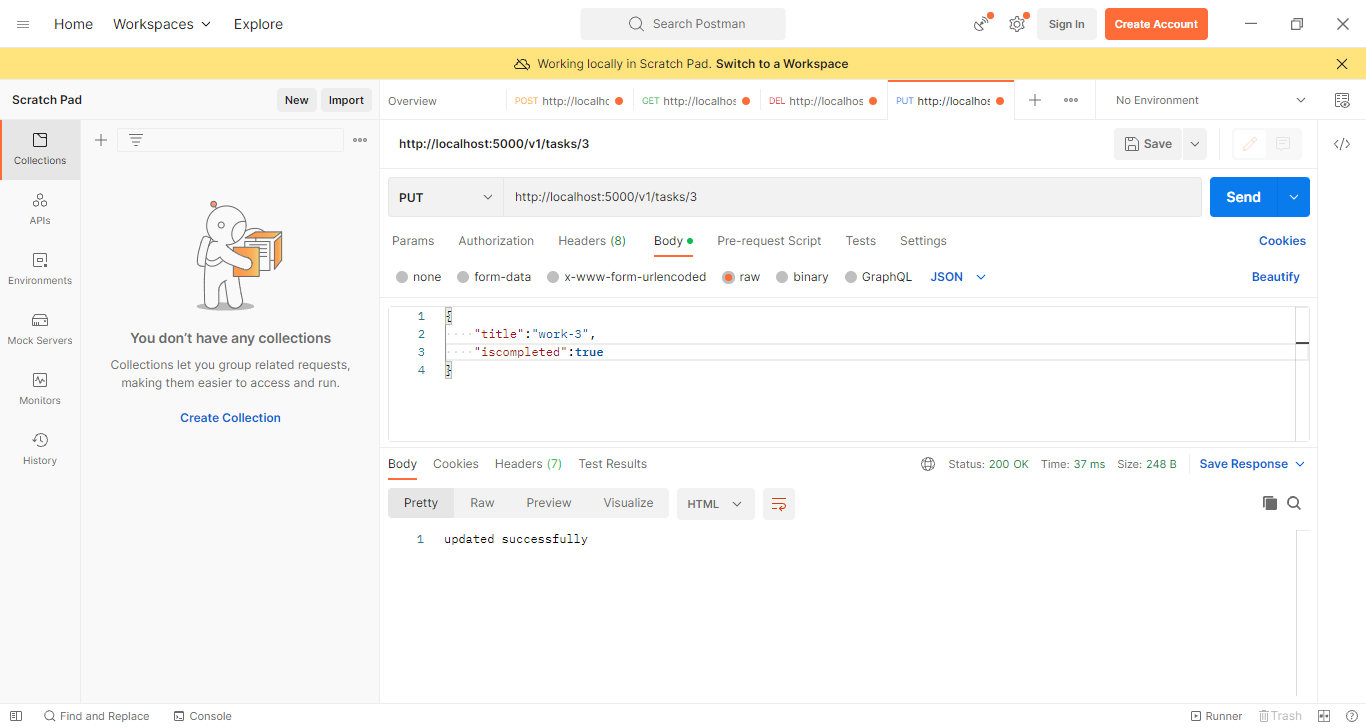 Home Workspaces Explore Search Postman Sign In Create Account
Working locally in Scratch Pad. Switch to a Workspace
Scratch Pad New Import Overview POST http://localhc GET http://localhos DEL http://localhos PUT http://localhos No Environment
Collections
APIs
Environments
Mock Servers
Monitors
History
You don't have any collections
Collections let you group related requests,
making them easier to access and run.
Create Collection
http://localhost:5000/v1/tasks/3 Save
PUT http://localhost:5000/v1/tasks/3 Send
Params Authorization Headers (8) Body Pre-request Script Tests Settings Cookies
none form-data x-www-form-urlencoded raw binary GraphQL JSON Beautify
1 {
2 "title":"work-3",
3 "iscompleted":true
4 }
Body Cookies Headers (7) Test Results Status: 200 OK Time: 37 ms Size: 248 B Save Response
Pretty Raw Preview Visualize HTML
1 updated successfully
Find and Replace Console Runner Trash